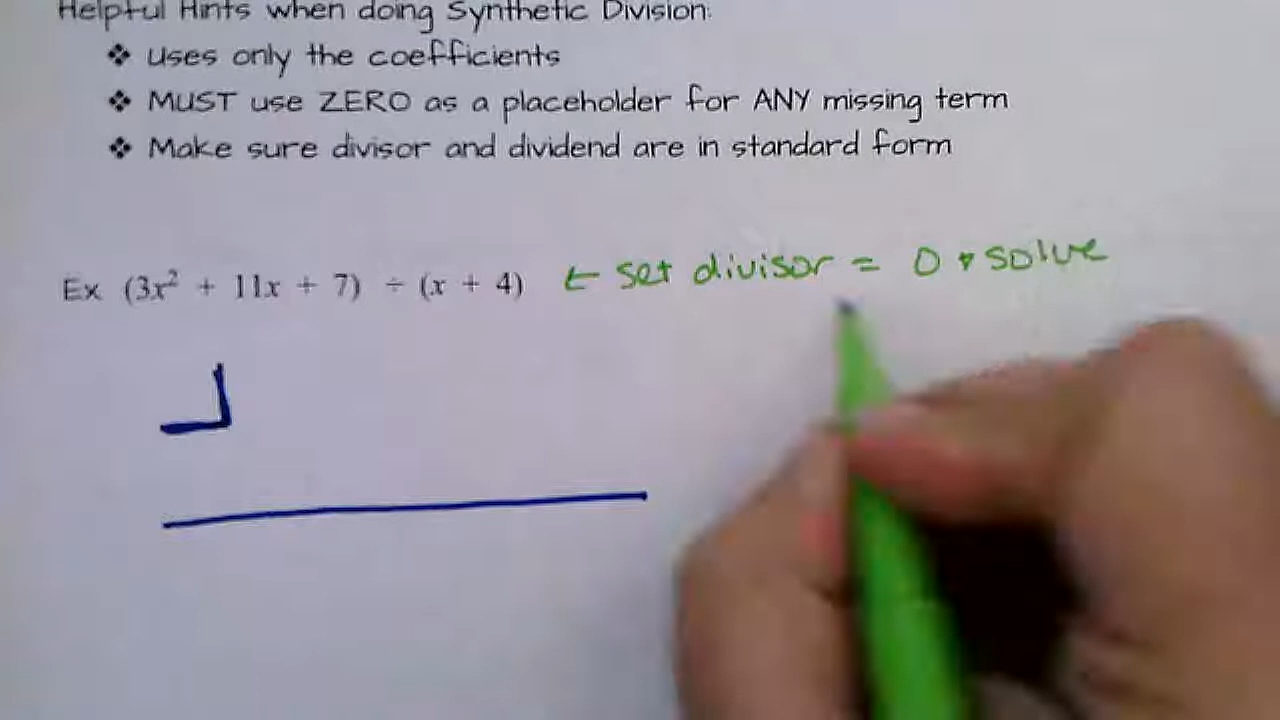 Helpful Hints when doing Synthetic Division:
❖ Uses only the coefficients
❖ MUST use ZERO as a placeholder for ANY missing term
❖ Make sure divisor and dividend are in standard form
Ex (3x² + 11x + 7) ÷ (x + 4) ← set divisor = 0 & solve